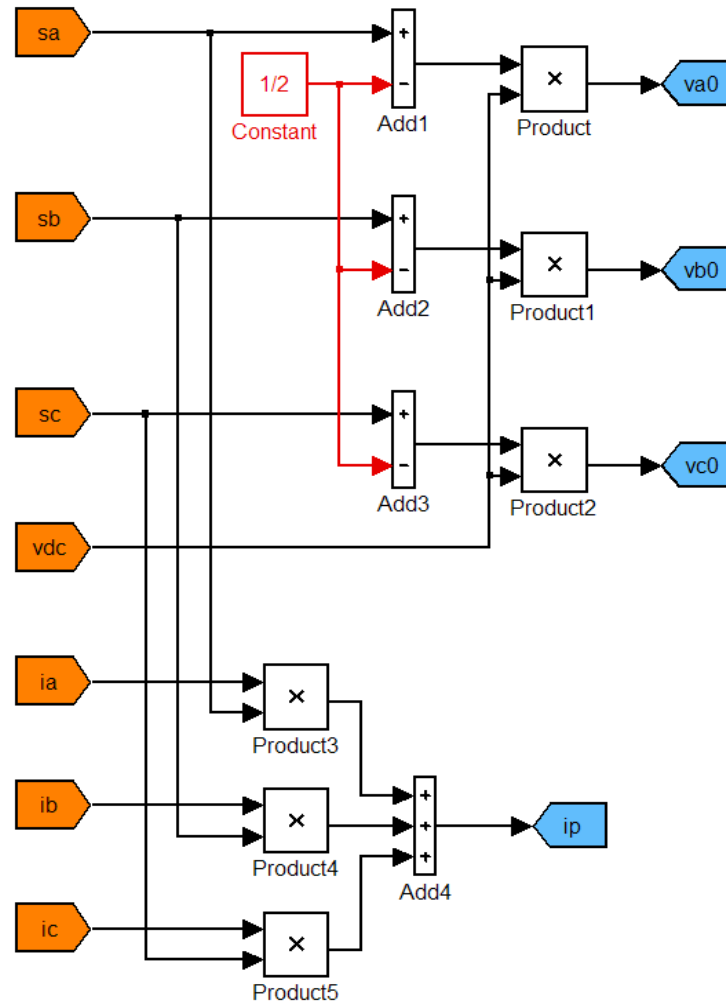 sa
1/2
Constant
+
−
Add1
×
Product
va0
sb
+
−
Add2
×
Product1
vb0
sc
+
−
Add3
×
Product2
vc0
vdc
ia
×
Product3
ib
×
Product4
+
+
+
Add4
ip
ic
×
Product5